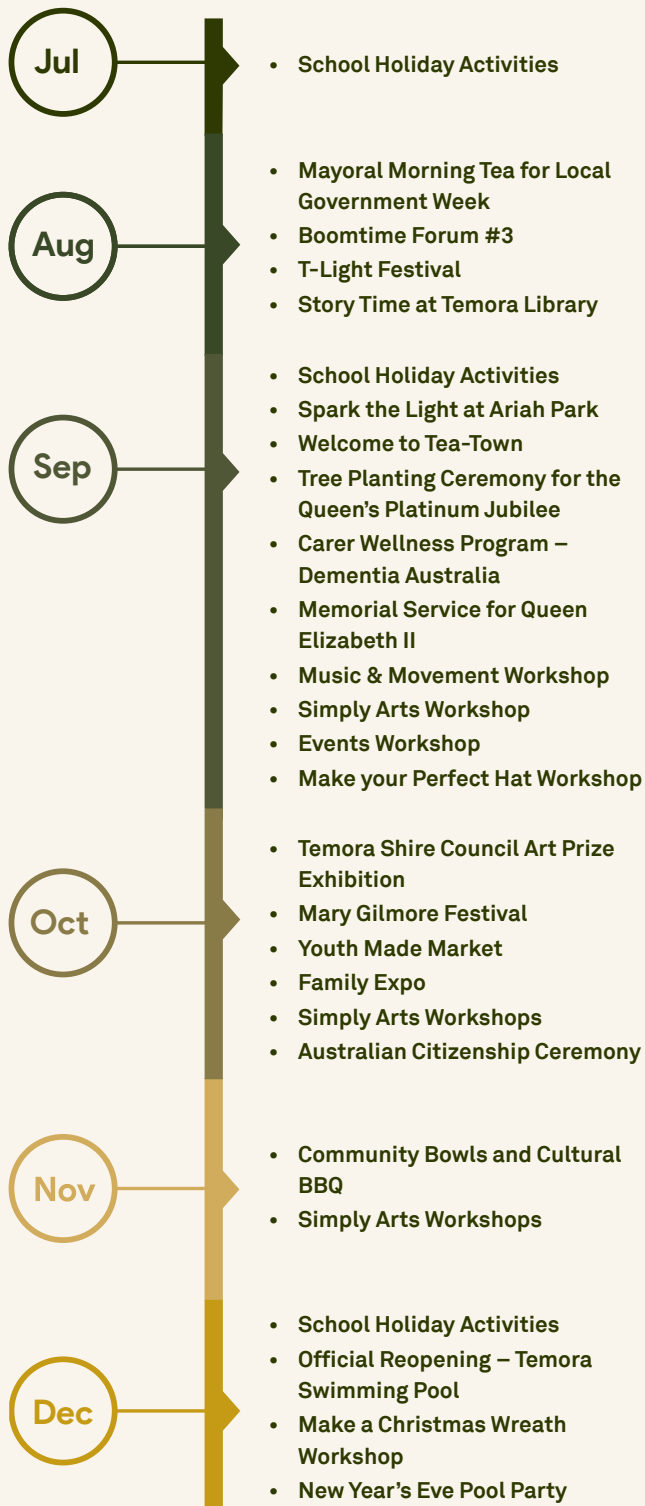 Jul
• School Holiday Activities
Aug
• Mayoral Morning Tea for Local
Government Week
• Boomtime Forum #3
• T-Light Festival
• Story Time at Temora Library
Sep
• School Holiday Activities
• Spark the Light at Ariah Park
• Welcome to Tea-Town
• Tree Planting Ceremony for the
Queen’s Platinum Jubilee
• Carer Wellness Program –
Dementia Australia
• Memorial Service for Queen
Elizabeth II
• Music & Movement Workshop
• Simply Arts Workshop
• Events Workshop
• Make your Perfect Hat Workshop
Oct
• Temora Shire Council Art Prize
Exhibition
• Mary Gilmore Festival
• Youth Made Market
• Family Expo
• Simply Arts Workshops
• Australian Citizenship Ceremony
Nov
• Community Bowls and Cultural
BBQ
• Simply Arts Workshops
Dec
• School Holiday Activities
• Official Reopening – Temora
Swimming Pool
• Make a Christmas Wreath
Workshop
• New Year’s Eve Pool Party